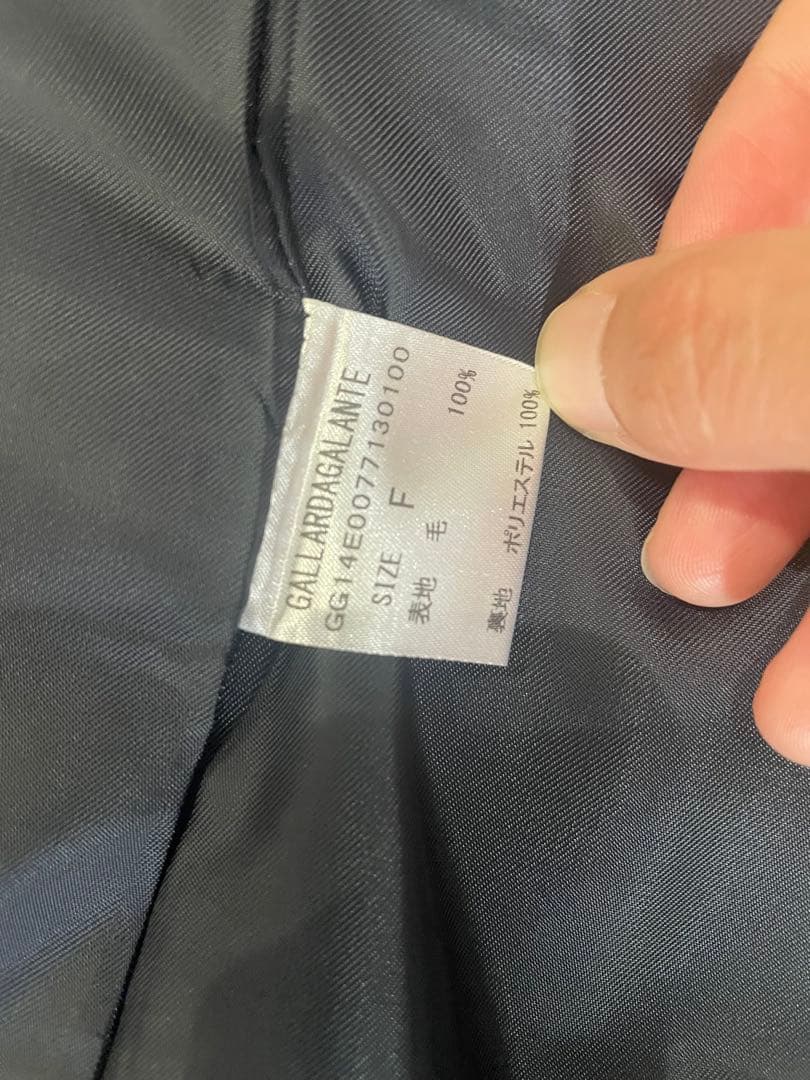 GALLARDAGALANTE
GG14E0077130100
SIZE F
表地 毛 100%
裏地 ポリエステル 100%